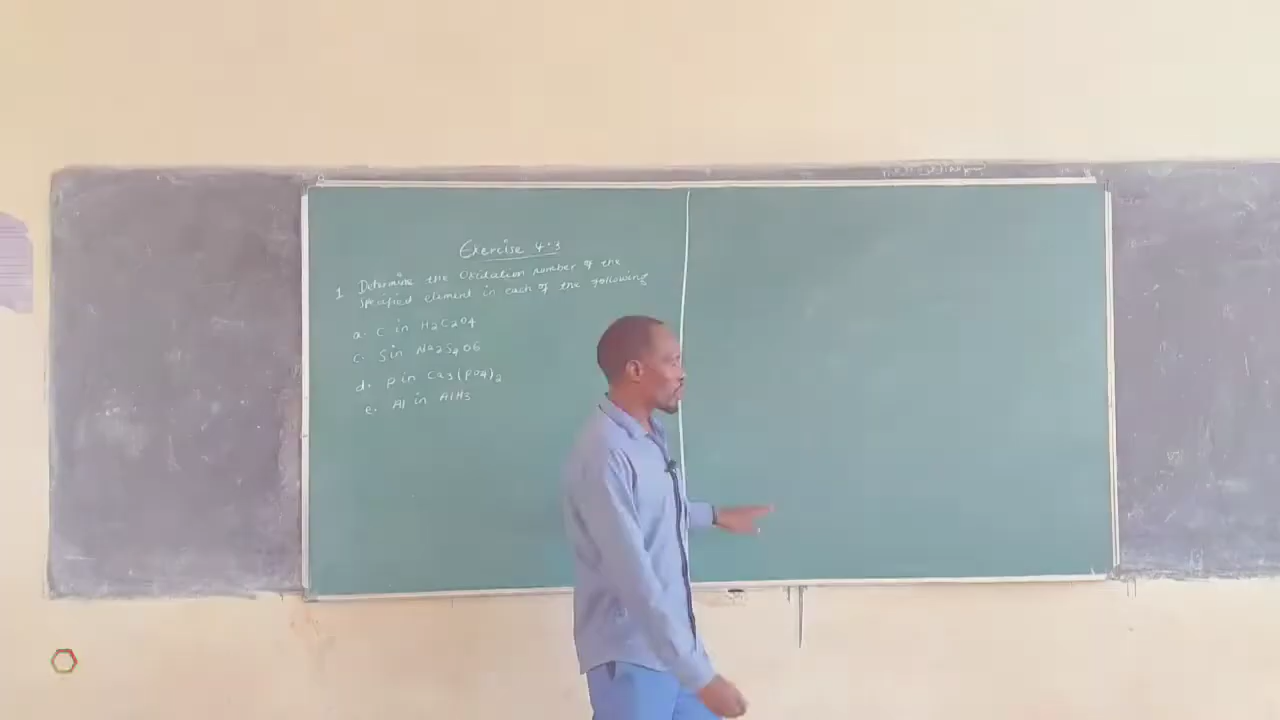 Exercise 4.3
1 Determine the Oxidation number of the
specified element in each of the following
a. C in H2C2O4
c. S in Na2S4O6
d. P in Ca3(PO4)2
e. Al in AlH3